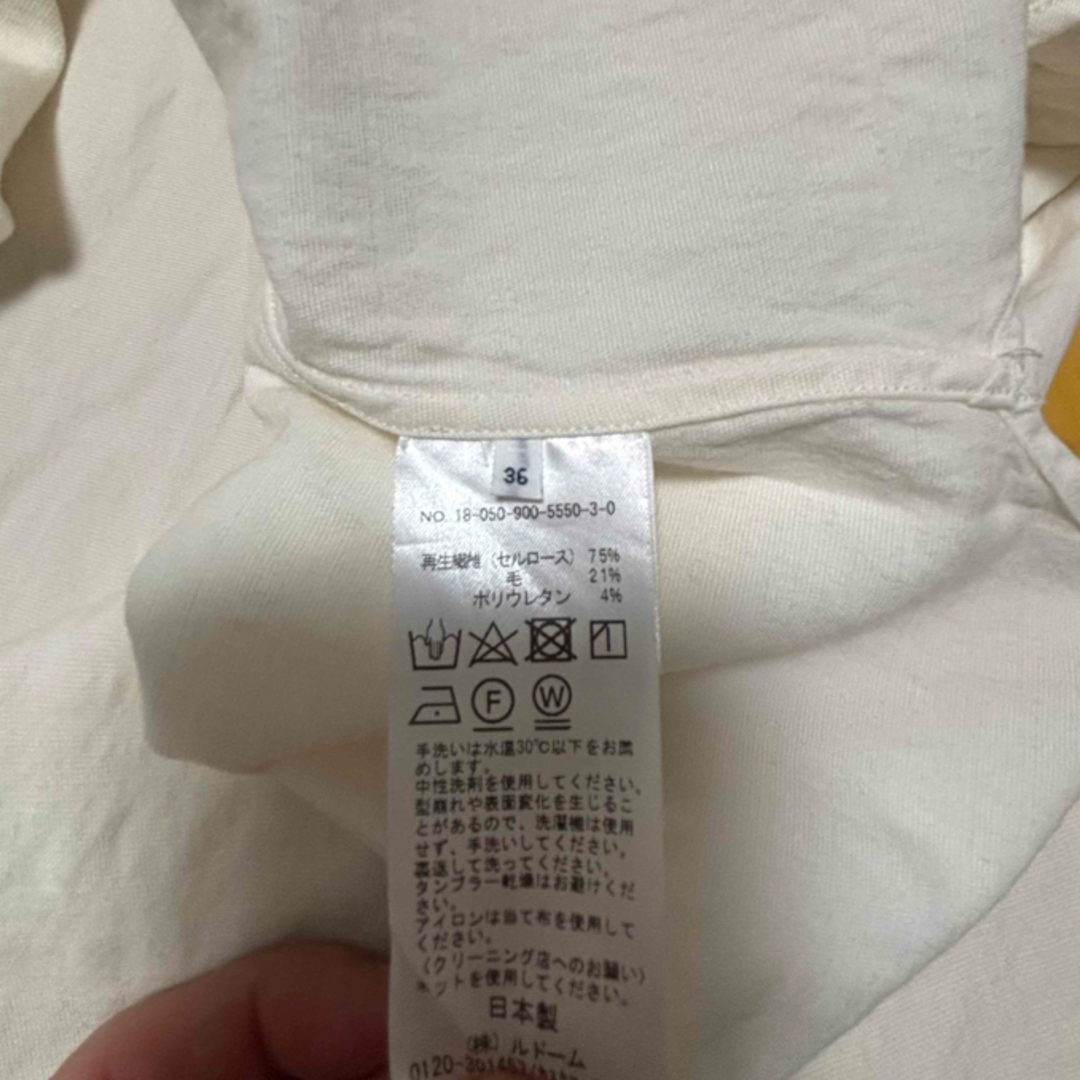 36
NO. 18-050-900-5550-3-0
再生繊維 (セルロース) 75%
毛 21%
ポリウレタン 4%
F W
手洗いは水温30℃以下をお薦
めします。
中性洗剤を使用してください。
型崩れや表面変化を生じるこ
とがあるので、洗濯機は使用
せず、手洗いしてください。
裏返して洗ってください。
タンブラー乾燥はお避けくだ
さい。
アイロンは当て布を使用して
ください。
(クリーニング店へのお願い)
ネットを使用してください。
日本製
(株) ルドーム